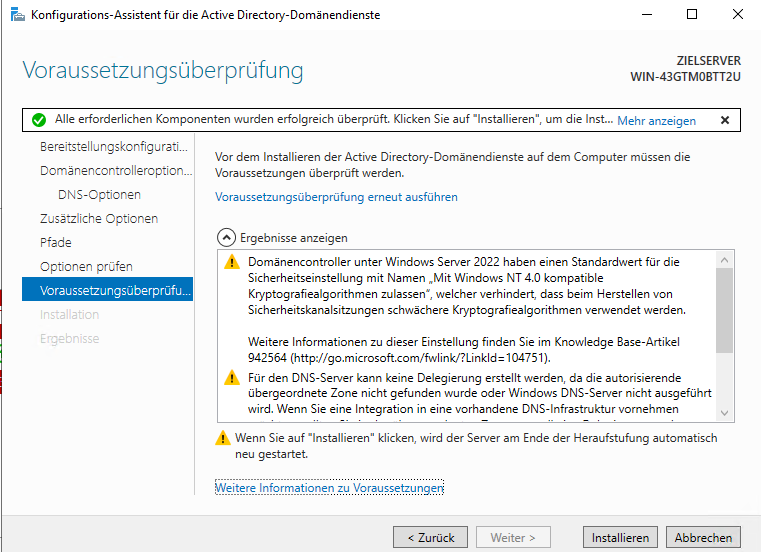 Konfigurations-Assistent für die Active Directory-Domänendienste
Voraussetzungsüberprüfung
ZIELSERVER
WIN-43GTM0BTT2U
Alle erforderlichen Komponenten wurden erfolgreich überprüft. Klicken Sie auf "Installieren", um die Inst... Mehr anzeigen
Bereitstellungskonfigurati...
Domänencontrolleroption...
DNS-Optionen
Zusätzliche Optionen
Pfade
Optionen prüfen
Voraussetzungsüberprüfu...
Installation
Ergebnisse
Vor dem Installieren der Active Directory-Domänendienste auf dem Computer müssen die
Voraussetzungen überprüft werden.
Voraussetzungsüberprüfung erneut ausführen
Ergebnisse anzeigen
Domänencontroller unter Windows Server 2022 haben einen Standardwert für die
Sicherheitseinstellung mit Namen „Mit Windows NT 4.0 kompatible
Kryptografiealgorithmen zulassen“, welcher verhindert, dass beim Herstellen von
Sicherheitskanalsitzungen schwächere Kryptografiealgorithmen verwendet werden.
Weitere Informationen zu dieser Einstellung finden Sie im Knowledge Base-Artikel
942564 (http://go.microsoft.com/fwlink/?LinkId=104751).
Für den DNS-Server kann keine Delegierung erstellt werden, da die autorisierende
übergeordnete Zone nicht gefunden wurde oder Windows DNS-Server nicht ausgeführt
wird. Wenn Sie eine Integration in eine vorhandene DNS-Infrastruktur vornehmen
Wenn Sie auf "Installieren" klicken, wird der Server am Ende der Heraufstufung automatisch
neu gestartet.
Weitere Informationen zu Voraussetzungen
< Zurück
Weiter >
Installieren
Abbrechen